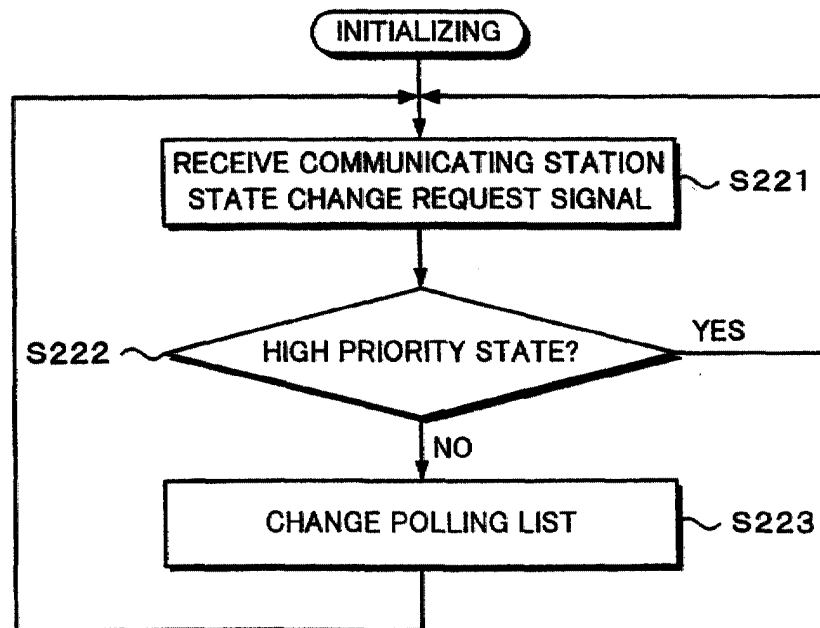 INITIALIZING
RECEIVE COMMUNICATING STATION
STATE CHANGE REQUEST SIGNAL
S221
S222
HIGH PRIORITY STATE?
YES
NO
CHANGE POLLING LIST
S223